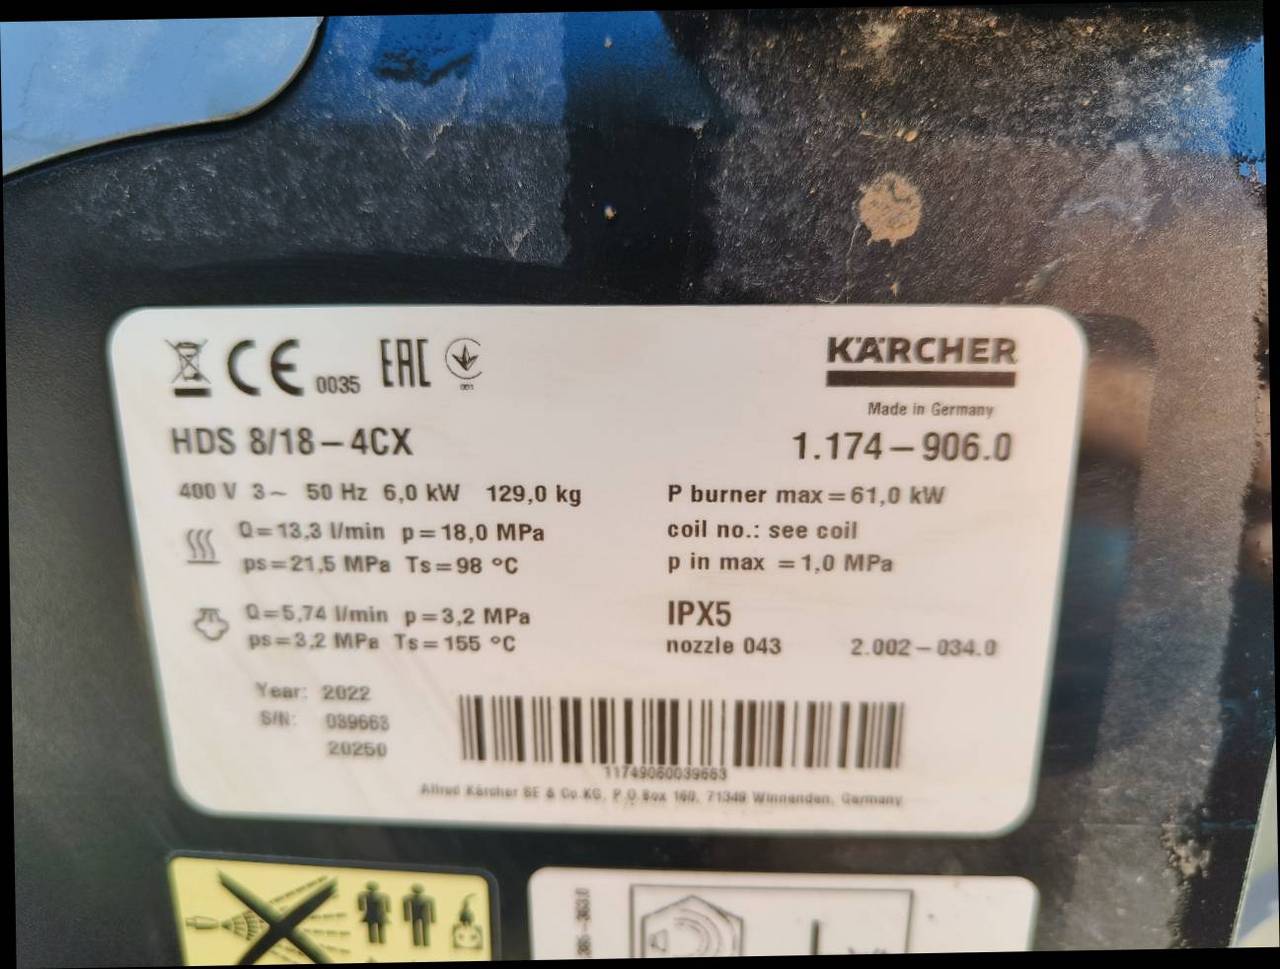 CE 0035 EAC 001
KÄRCHER
Made in Germany
HDS 8/18-4CX
1.174-906.0
400 V 3~ 50 Hz 6,0 kW 129,0 kg
Q=13,3 l/min p=18,0 MPa
ps=21,5 MPa Ts=98 °C
Q=5,74 l/min p=3,2 MPa
ps=3,2 MPa Ts=155 °C
P burner max=61,0 kW
coil no.: see coil
p in max =1,0 MPa
IPX5
nozzle 043 2.002-034.0
Year: 2022
S/N: 039663
20250
11749060039663
Alfred Kärcher SE & Co.KG, P.O.Box 160, 71349 Winnenden, Germany